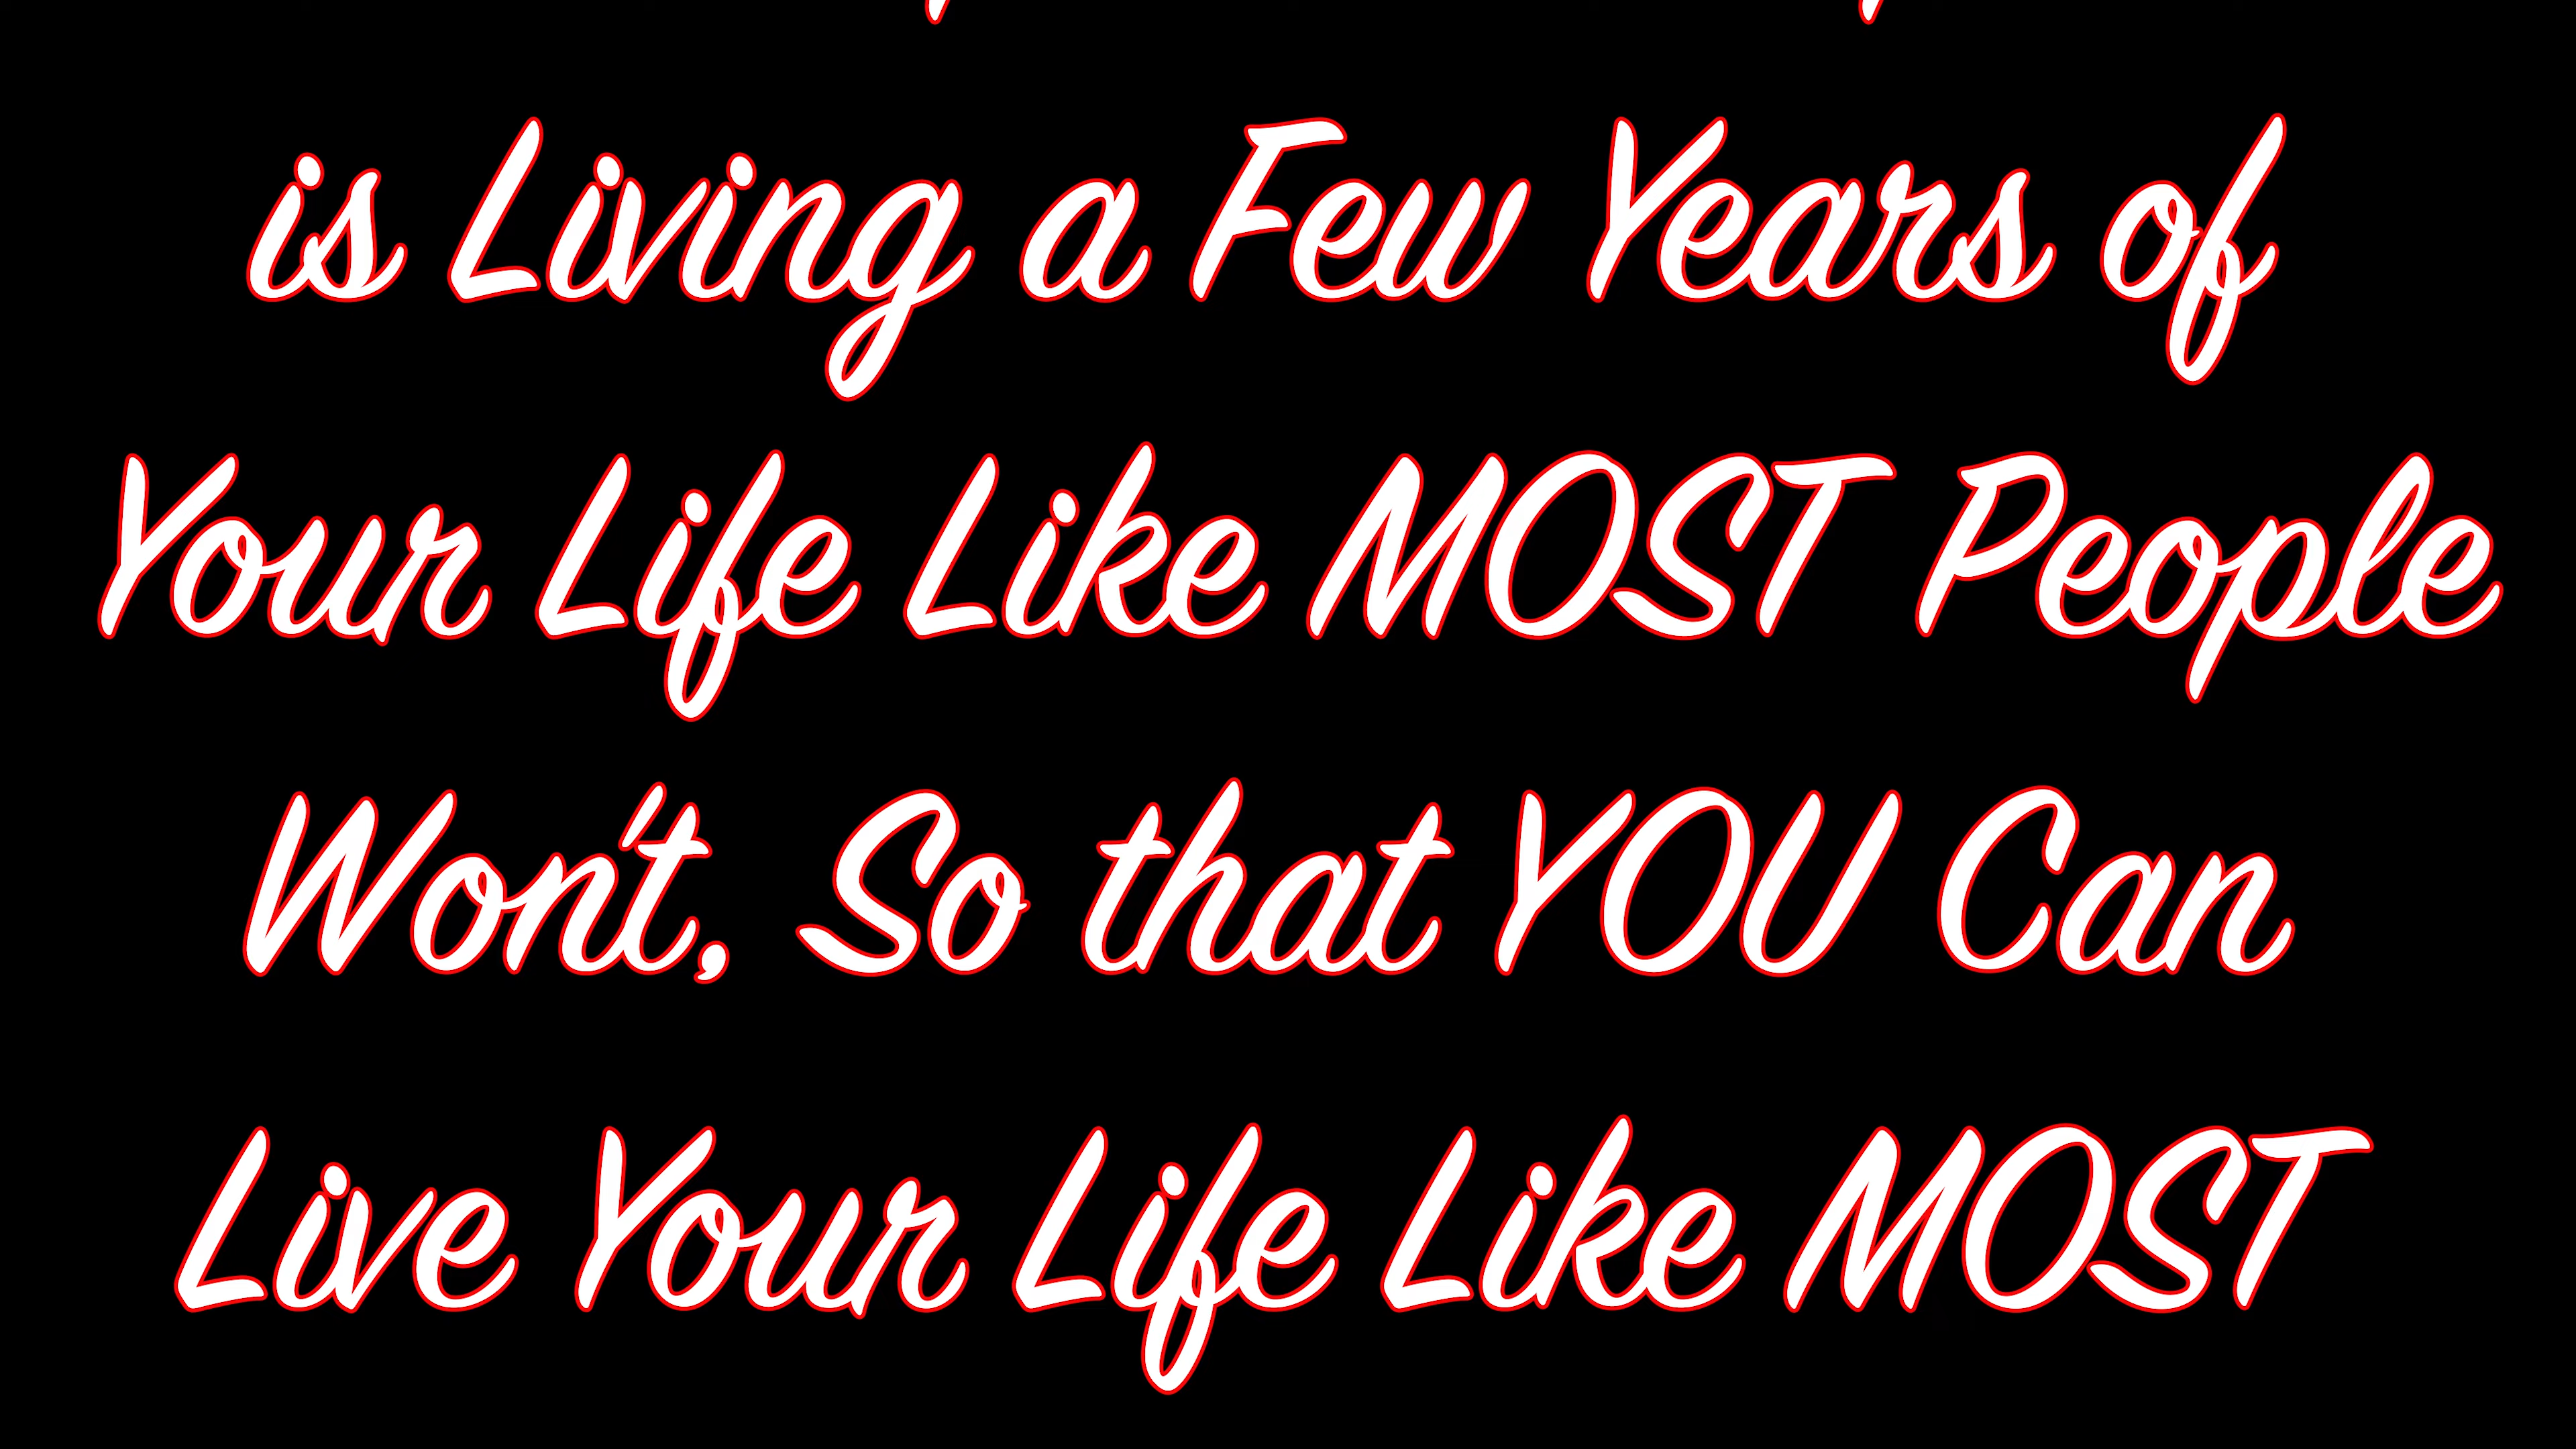 is Living a Few Years of
Your Life Like MOST People
Won't, So that YOU Can
Live Your Life Like MOST